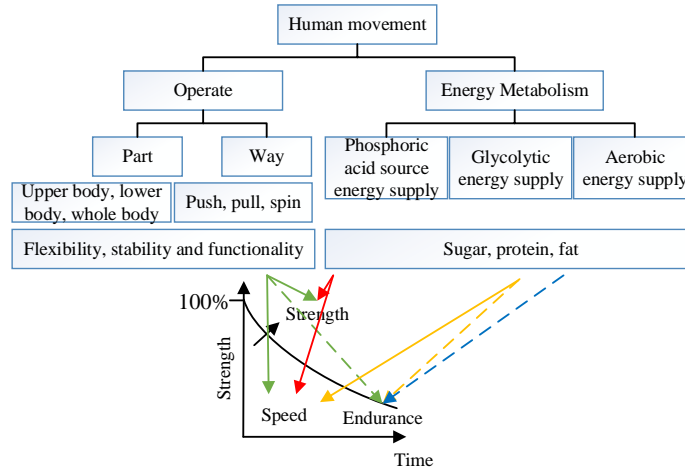 Human movement
Operate
Energy Metabolism
Part
Way
Phosphoric
acid source
energy supply
Glycolytic
energy supply
Aerobic
energy supply
Upper body, lower
body, whole body
Push, pull, spin
Flexibility, stability and functionality
Sugar, protein, fat
100%
Strength
Strength
Speed
Endurance
Time